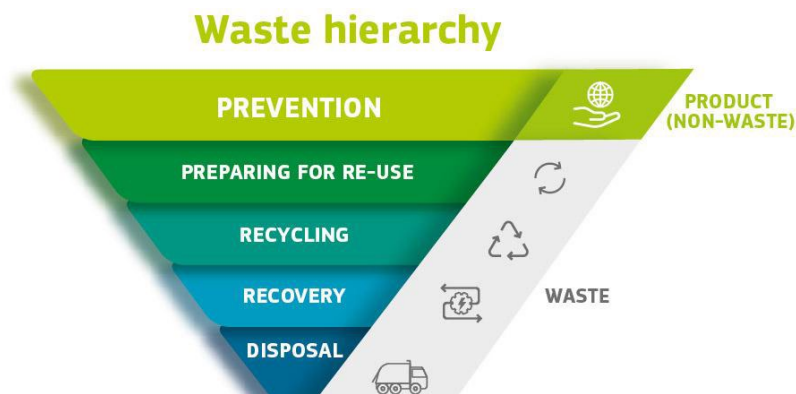 Waste hierarchy
PREVENTION
PRODUCT
(NON-WASTE)
PREPARING FOR RE-USE
RECYCLING
RECOVERY
WASTE
DISPOSAL